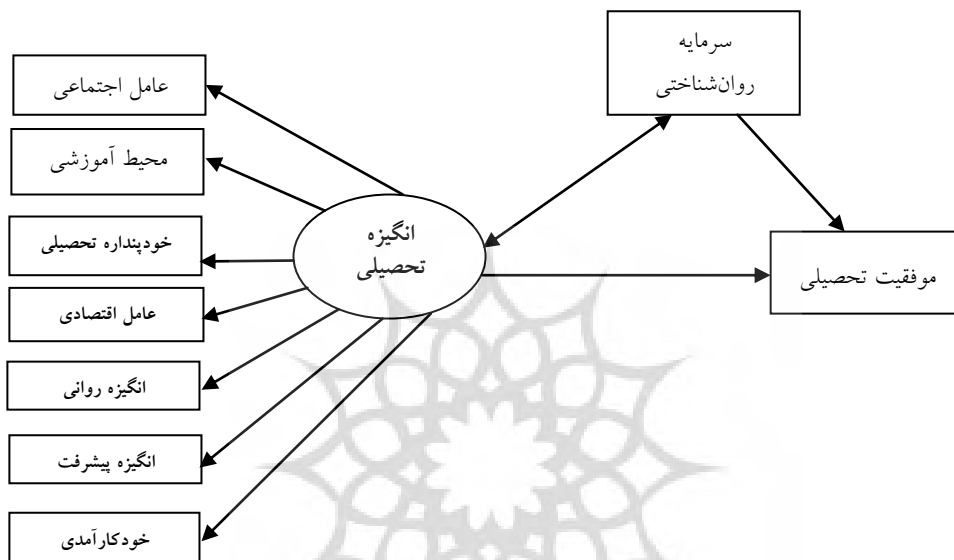 سرمایه
روان‌شناختی
عامل اجتماعی
محیط آموزشی
انگیزه
تحصیلی
خودپنداره تحصیلی
موفقیت تحصیلی
عامل اقتصادی
انگیزه روانی
انگیزه پیشرفت
خودکارآمدی